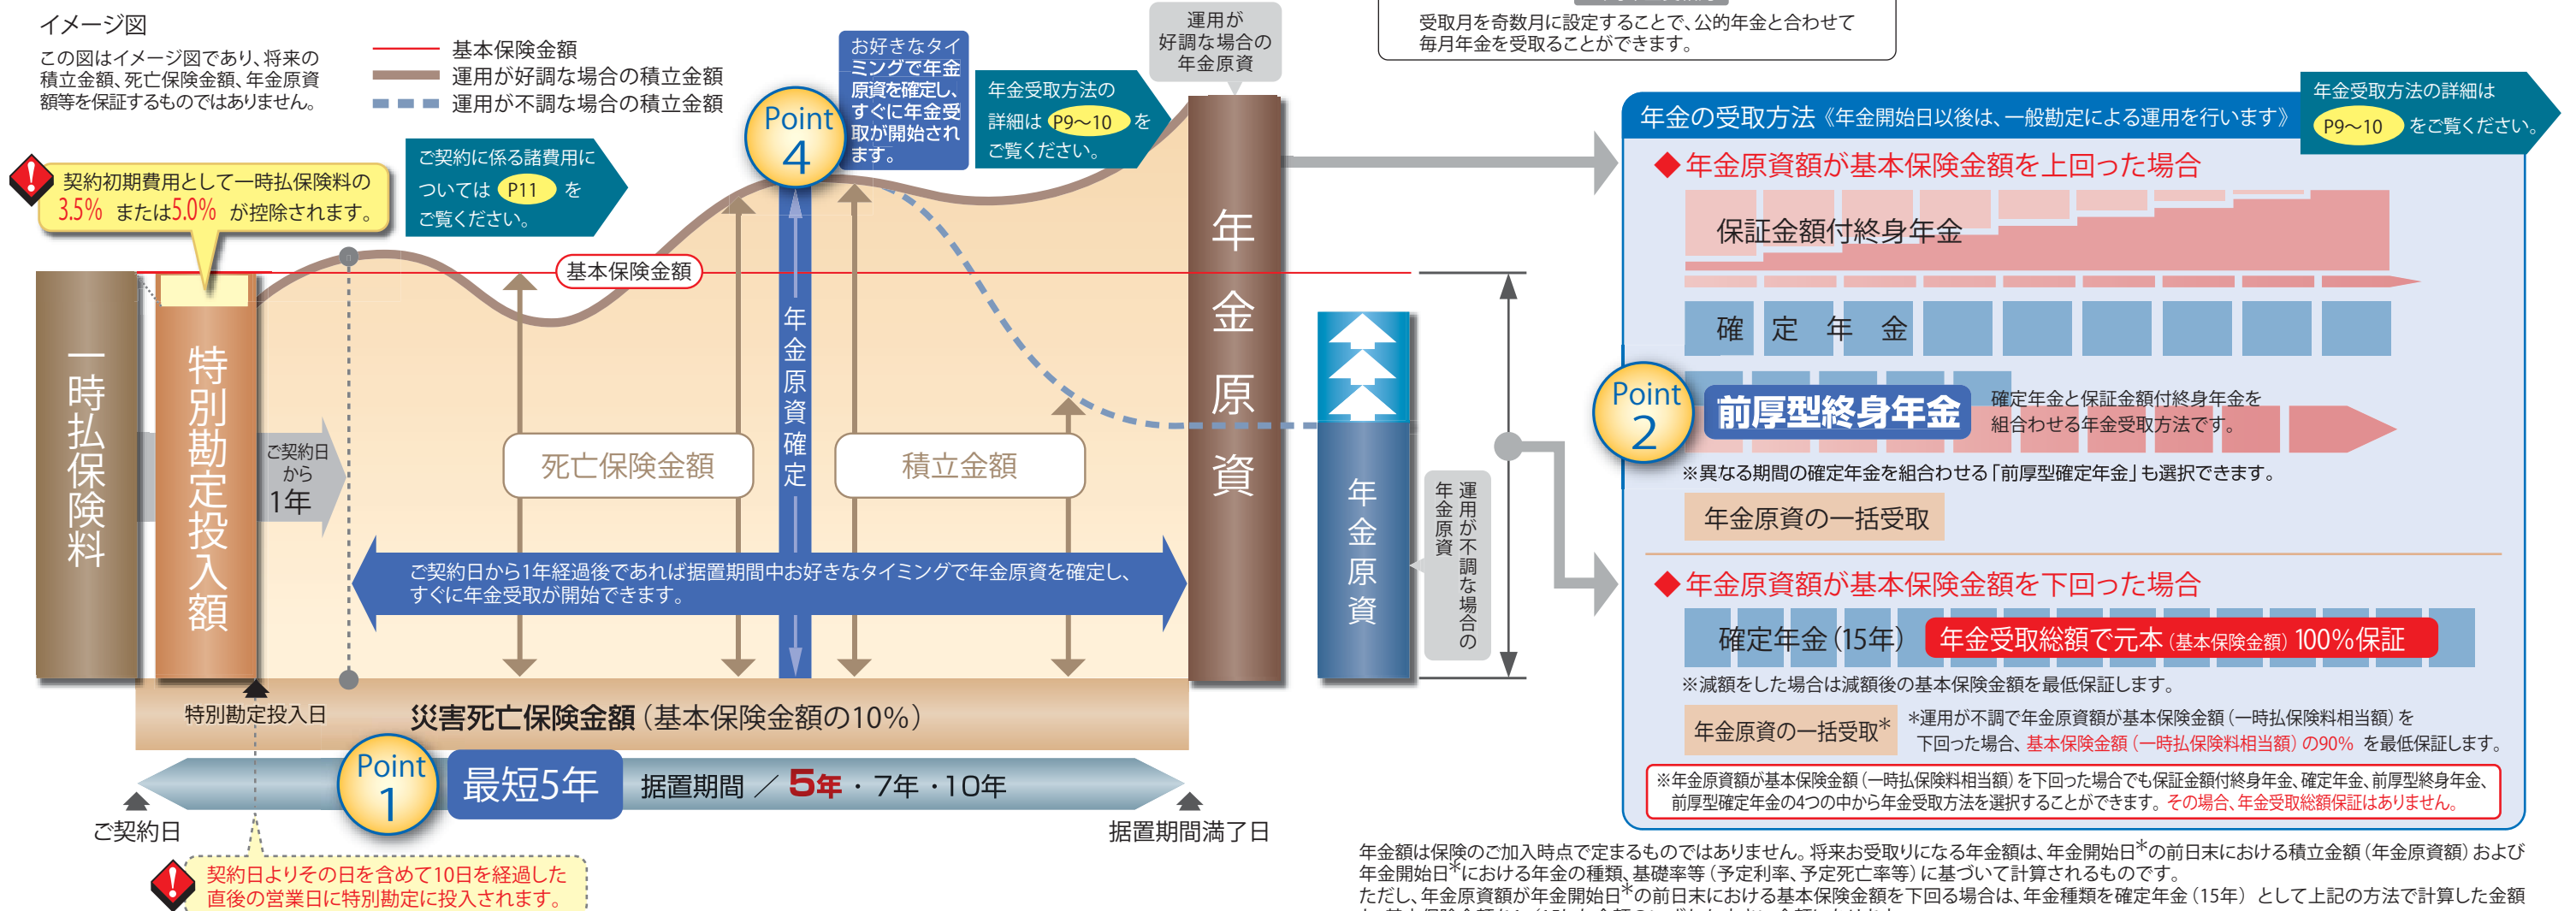 イメージ図
この図はイメージ図であり、将来の
積立金額、死亡保険金額、年金原資
額等を保証するものではありません。
基本保険金額
運用が好調な場合の積立金額
運用が不調な場合の積立金額
契約初期費用として一時払保険料の
3.5% または5.0% が控除されます。
ご契約に係る諸費用に
ついては P11 を
ご覧ください。
Point
4
お好きなタイ
ミングで年金
原資を確定し、
すぐに年金受
取が開始され
ます。
年金受取方法の
詳細は P9～10 を
ご覧ください。
運用が
好調な場合の
年金原資
受取月を奇数月に設定することで、公的年金と合わせて
毎月年金を受取ることができます。
一時払保険料
特別勘定投入額
ご契約日
から
1年
基本保険金額
死亡保険金額
年金原資確定
積立金額
年金原資
年金原資
運用が不調な場合の
年金原資
ご契約日から1年経過後であれば据置期間中お好きなタイミングで年金原資を確定し、
すぐに年金受取が開始できます。
特別勘定投入日
災害死亡保険金額（基本保険金額の10%）
Point
1
最短5年
据置期間 ／ 5年 ・ 7年 ・ 10年
ご契約日
据置期間満了日
契約日よりその日を含めて10日を経過した
直後の営業日に特別勘定に投入されます。
年金の受取方法《年金開始日以後は、一般勘定による運用を行います》
年金受取方法の詳細は
P9～10 をご覧ください。
◆年金原資額が基本保険金額を上回った場合
保証金額付終身年金
確定年金
Point
2
前厚型終身年金
確定年金と保証金額付終身年金を
組合わせる年金受取方法です。
※異なる期間の確定年金を組合わせる「前厚型確定年金」も選択できます。
年金原資の一括受取
◆年金原資額が基本保険金額を下回った場合
確定年金（15年）
年金受取総額で元本（基本保険金額）100%保証
※減額をした場合は減額後の基本保険金額を最低保証します。
年金原資の一括受取＊
＊運用が不調で年金原資額が基本保険金額（一時払保険料相当額）を
下回った場合、基本保険金額（一時払保険料相当額）の90% を最低保証します。
※年金原資額が基本保険金額（一時払保険料相当額）を下回った場合でも保証金額付終身年金、確定年金、前厚型終身年金、
前厚型確定年金の4つの中から年金受取方法を選択することができます。その場合、年金受取総額保証はありません。
年金額は保険のご加入時点で定まるものではありません。将来お受取りになる年金額は、年金開始日＊の前日末における積立金額（年金原資額）および
年金開始日＊における年金の種類、基礎率等（予定利率、予定死亡率等）に基づいて計算されるものです。
ただし、年金原資額が年金開始日＊の前日末における基本保険金額を下回る場合は、年金種類を確定年金（15年）として上記の方法で計算した金額